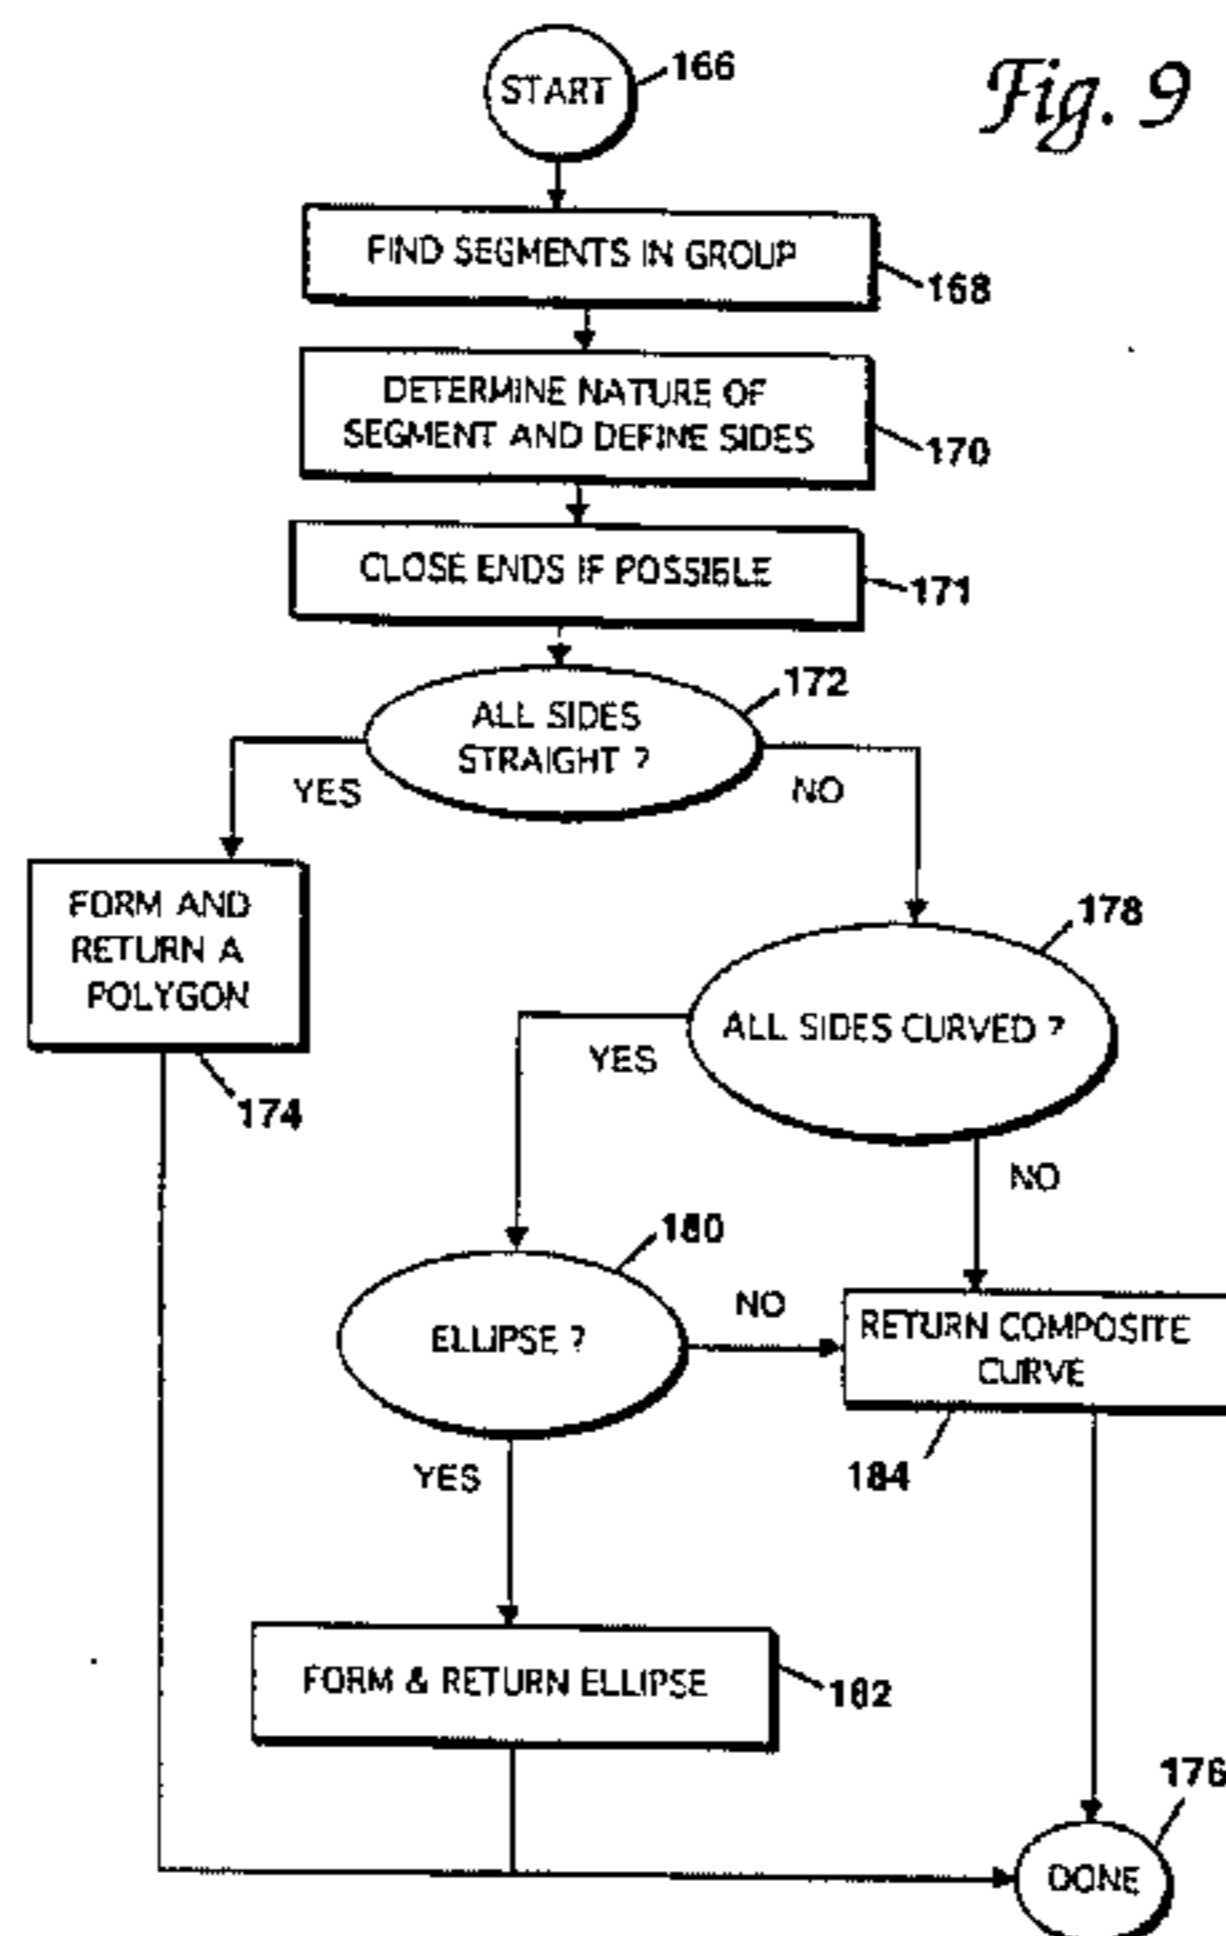 Fig. 9
START
166
FIND SEGMENTS IN GROUP
168
DETERMINE NATURE OF
SEGMENT AND DEFINE SIDES
170
CLOSE ENDS IF POSSIBLE
171
172
ALL SIDES
STRAIGHT ?
YES
NO
FORM AND
RETURN A
POLYGON
174
178
ALL SIDES CURVED ?
YES
NO
180
ELLIPSE ?
NO
RETURN COMPOSITE
CURVE
184
YES
FORM & RETURN ELLIPSE
182
176
DONE